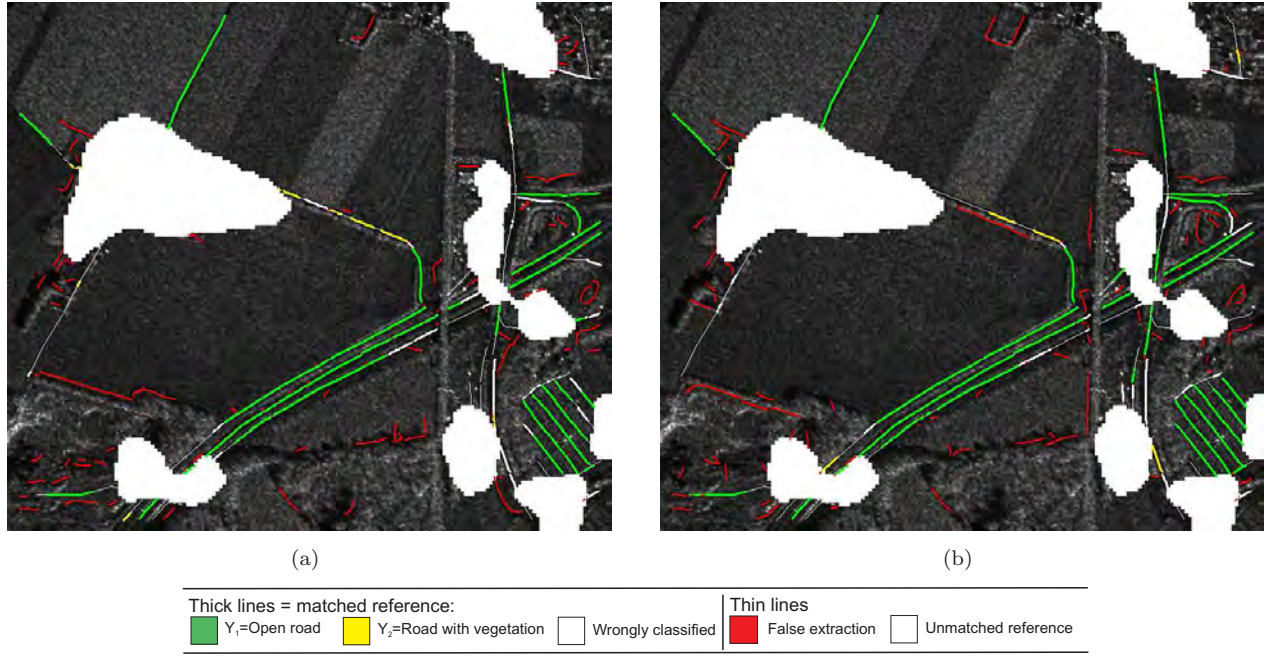 (a)
(b)
Thick lines = matched reference:
Y₁=Open road
Y₂=Road with vegetation
Wrongly classified
Thin lines
False extraction
Unmatched reference